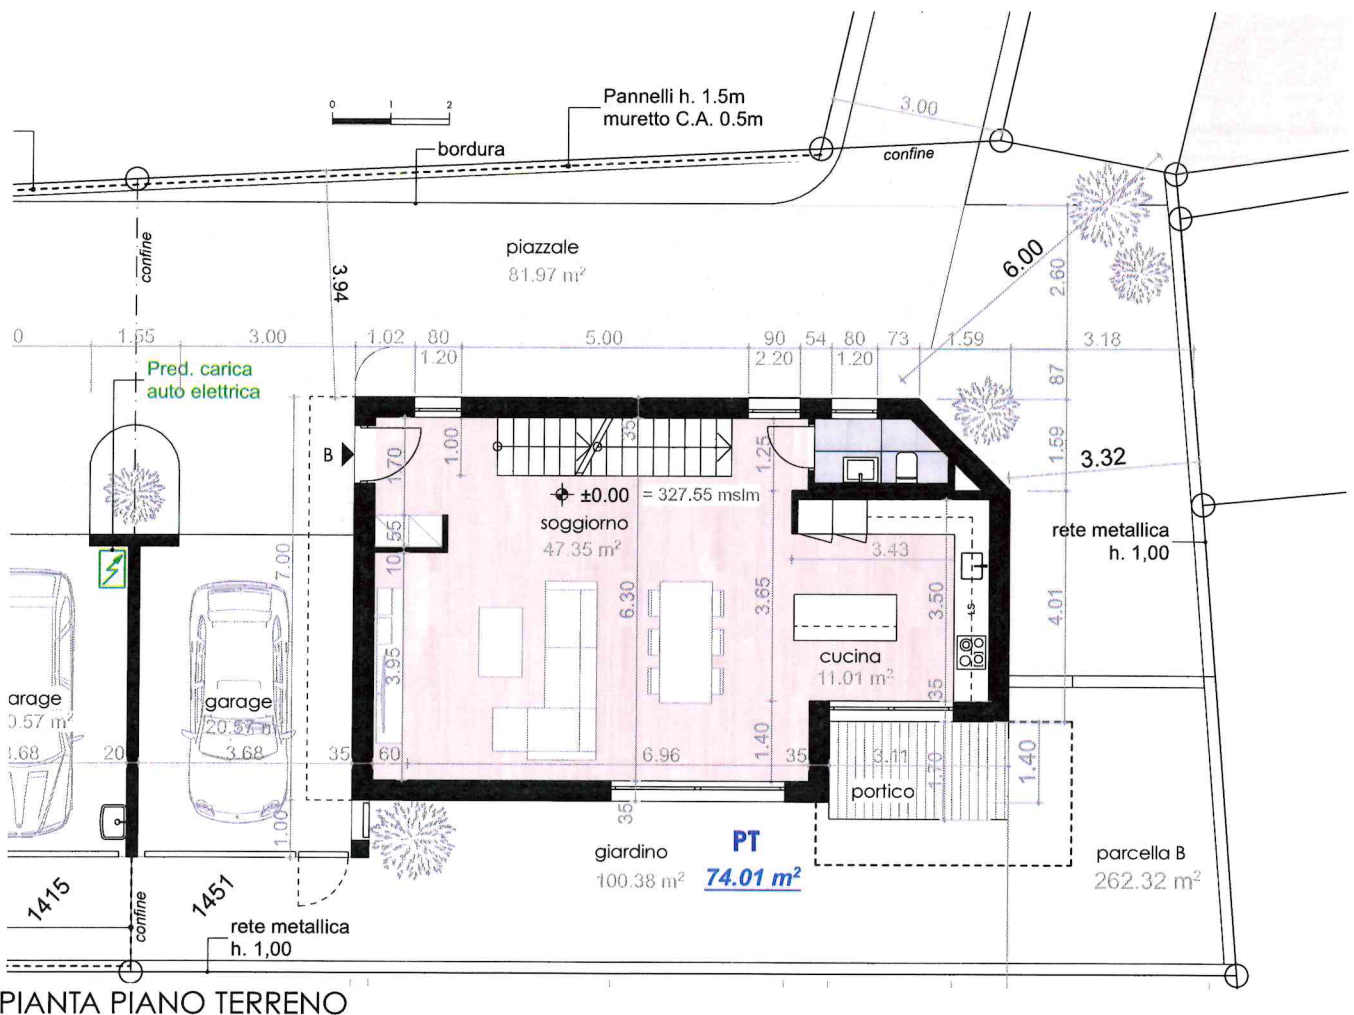 0 1 2
Pannelli h. 1.5m
muretto C.A. 0.5m
bordura
3.00
confine
confine
piazzale
81.97 m²
3.94
6.00
2.60
0 1.55 3.00 1.02 80 5.00 90 54 80 73 1.59 3.18
1.20 2.20 1.20
Pred. carica
auto elettrica
87
B
1.70
1.00
35
1.25
1.59
3.32
±0.00 = 327.55 mslm
soggiorno
47.35 m²
rete metallica
h. 1,00
7.00
10
55
3.43
6.30
3.65
3.50
LS
4.01
cucina
11.01 m²
3.95
35
arage
0.57 m²
garage
20.57 m
.68 20 3.68 35 60 6.96 35 3.11
1.40
1.40
portico
1.00
35
giardino
100.38 m²
PT
74.01 m²
parcella B
262.32 m²
1415
confine
1451
rete metallica
h. 1,00
PIANTA PIANO TERRENO